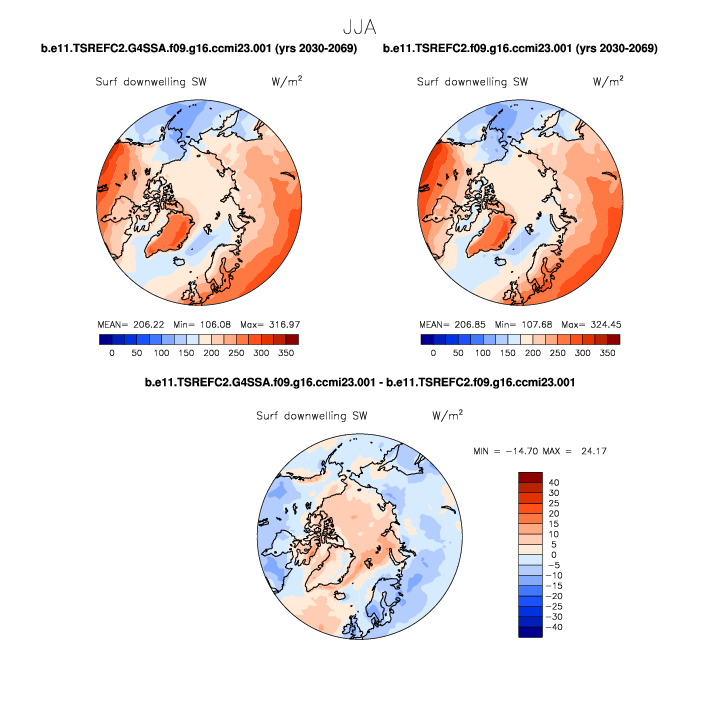 JJA
b.e11.TSREFC2.G4SSA.f09.g16.ccmi23.001 (yrs 2030-2069)
b.e11.TSREFC2.f09.g16.ccmi23.001 (yrs 2030-2069)
Surf downwelling SW W/m²
Surf downwelling SW W/m²
MEAN= 206.22 Min= 106.08 Max= 316.97
MEAN= 206.85 Min= 107.68 Max= 324.45
0 50 100 150 200 250 300 350
0 50 100 150 200 250 300 350
b.e11.TSREFC2.G4SSA.f09.g16.ccmi23.001 - b.e11.TSREFC2.f09.g16.ccmi23.001
Surf downwelling SW W/m²
MIN = −14.70 MAX = 24.17
40
30
25
20
15
10
5
0
−5
−10
−15
−20
−25
−30
−40